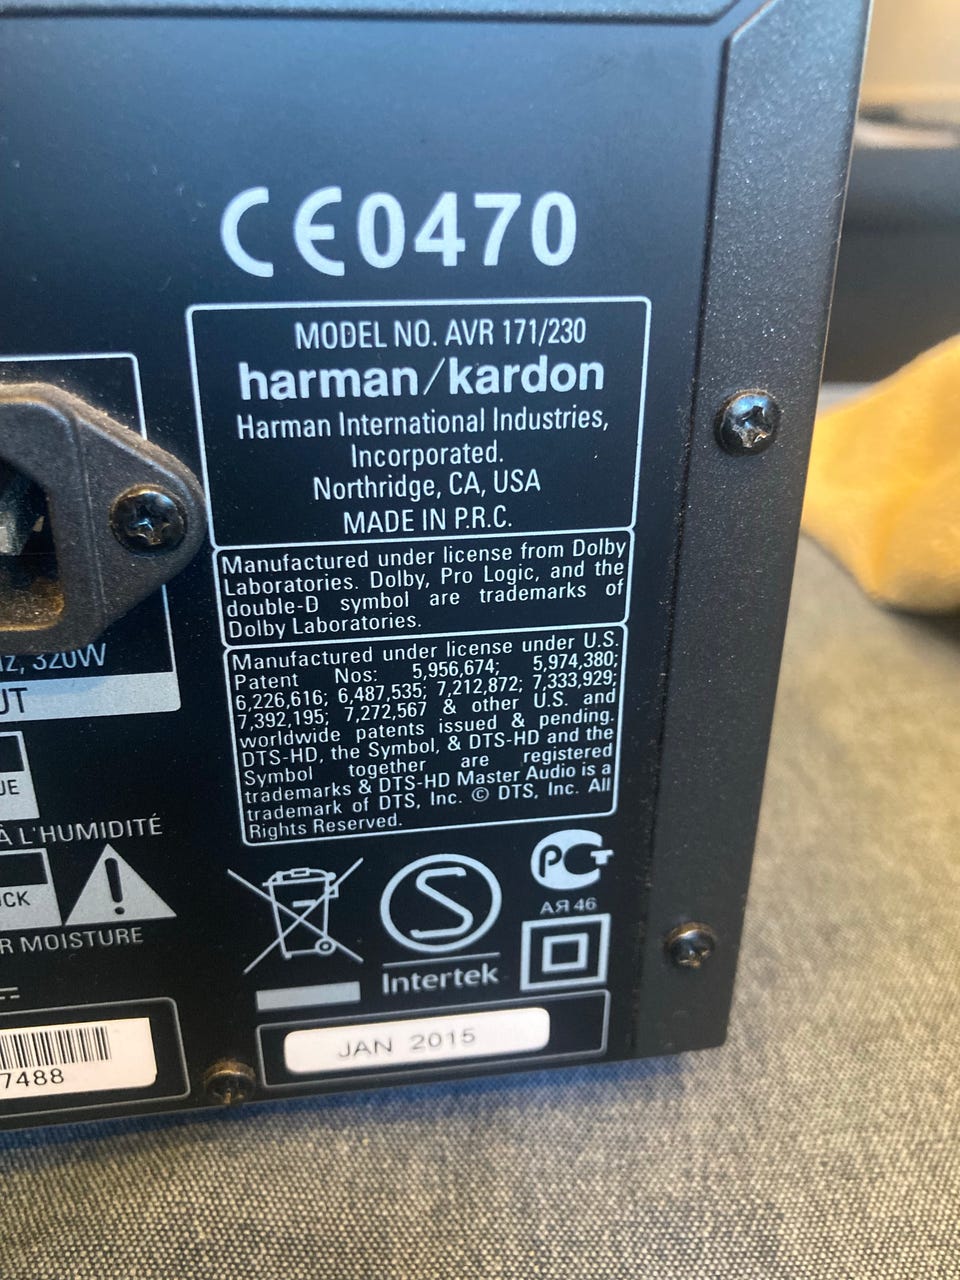 CE0470
MODEL NO. AVR 171/230
harman/kardon
Harman International Industries,
Incorporated.
Northridge, CA, USA
MADE IN P.R.C.
Manufactured under license from Dolby
Laboratories. Dolby, Pro Logic, and the
double-D symbol are trademarks of
Dolby Laboratories.
Manufactured under license under U.S.
Patent Nos: 5,956,674; 5,974,380;
6,226,616; 6,487,535; 7,212,872; 7,333,929;
7,392,195; 7,272,567 & other U.S. and
worldwide patents issued & pending.
DTS-HD, the Symbol, & DTS-HD and the
Symbol together are registered
trademarks & DTS-HD Master Audio is a
trademark of DTS, Inc. © DTS, Inc. All
Rights Reserved.
z, 320W
UT
UE
À L'HUMIDITÉ
CK
R MOISTURE
S
Intertek
РСТ
АЯ 46
7488
JAN 2015